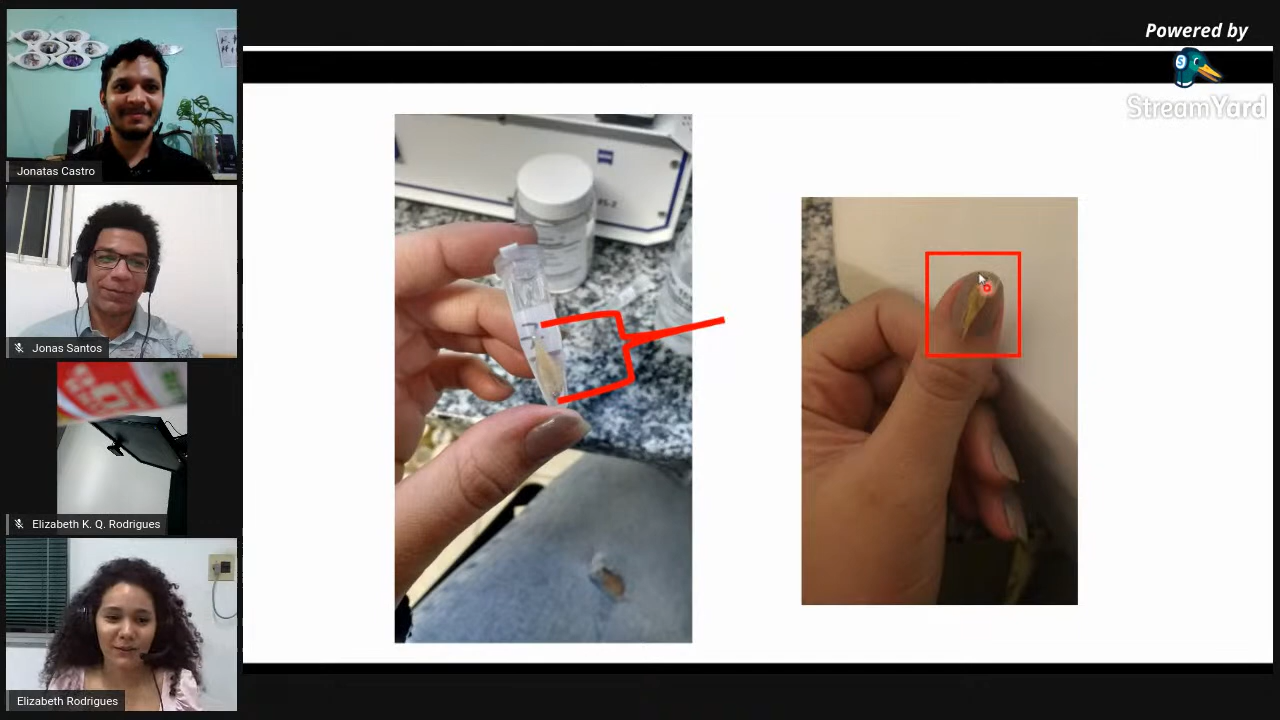 Powered by
StreamYard
Jonatas Castro
Jonas Santos
Elizabeth K. Q. Rodrigues
Elizabeth Rodrigues